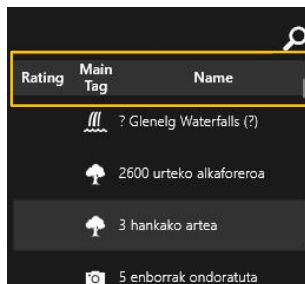 Rating Main Tag Name
? Glenelg Waterfalls (?)
2600 urteko alkaforeroa
3 hankako artea
5 enborrak ondoratuta